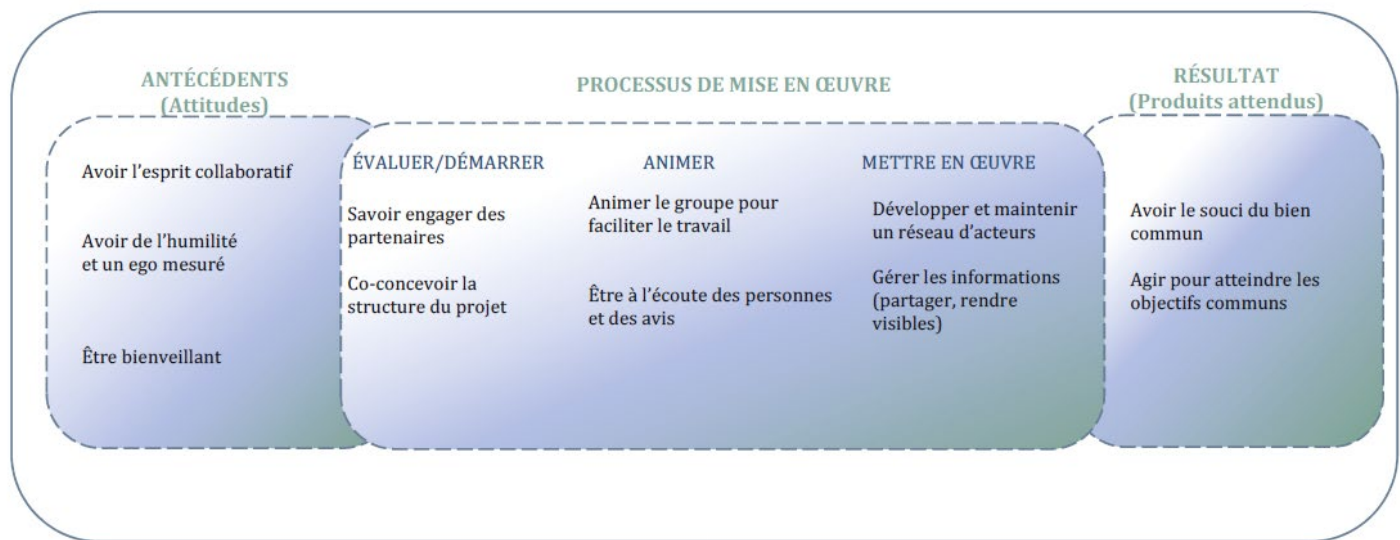 ANTÉCÉDENTS
(Attitudes)
Avoir l’esprit collaboratif
Avoir de l’humilité
et un ego mesuré
Être bienveillant
PROCESSUS DE MISE EN ŒUVRE
ÉVALUER/DÉMARRER
Savoir engager des
partenaires
Co-concevoir la
structure du projet
ANIMER
Animer le groupe pour
faciliter le travail
Être à l’écoute des personnes
et des avis
METTRE EN ŒUVRE
Développer et maintenir
un réseau d’acteurs
Gérer les informations
(partager, rendre
visibles)
RÉSULTAT
(Produits attendus)
Avoir le souci du bien
commun
Agir pour atteindre les
objectifs communs